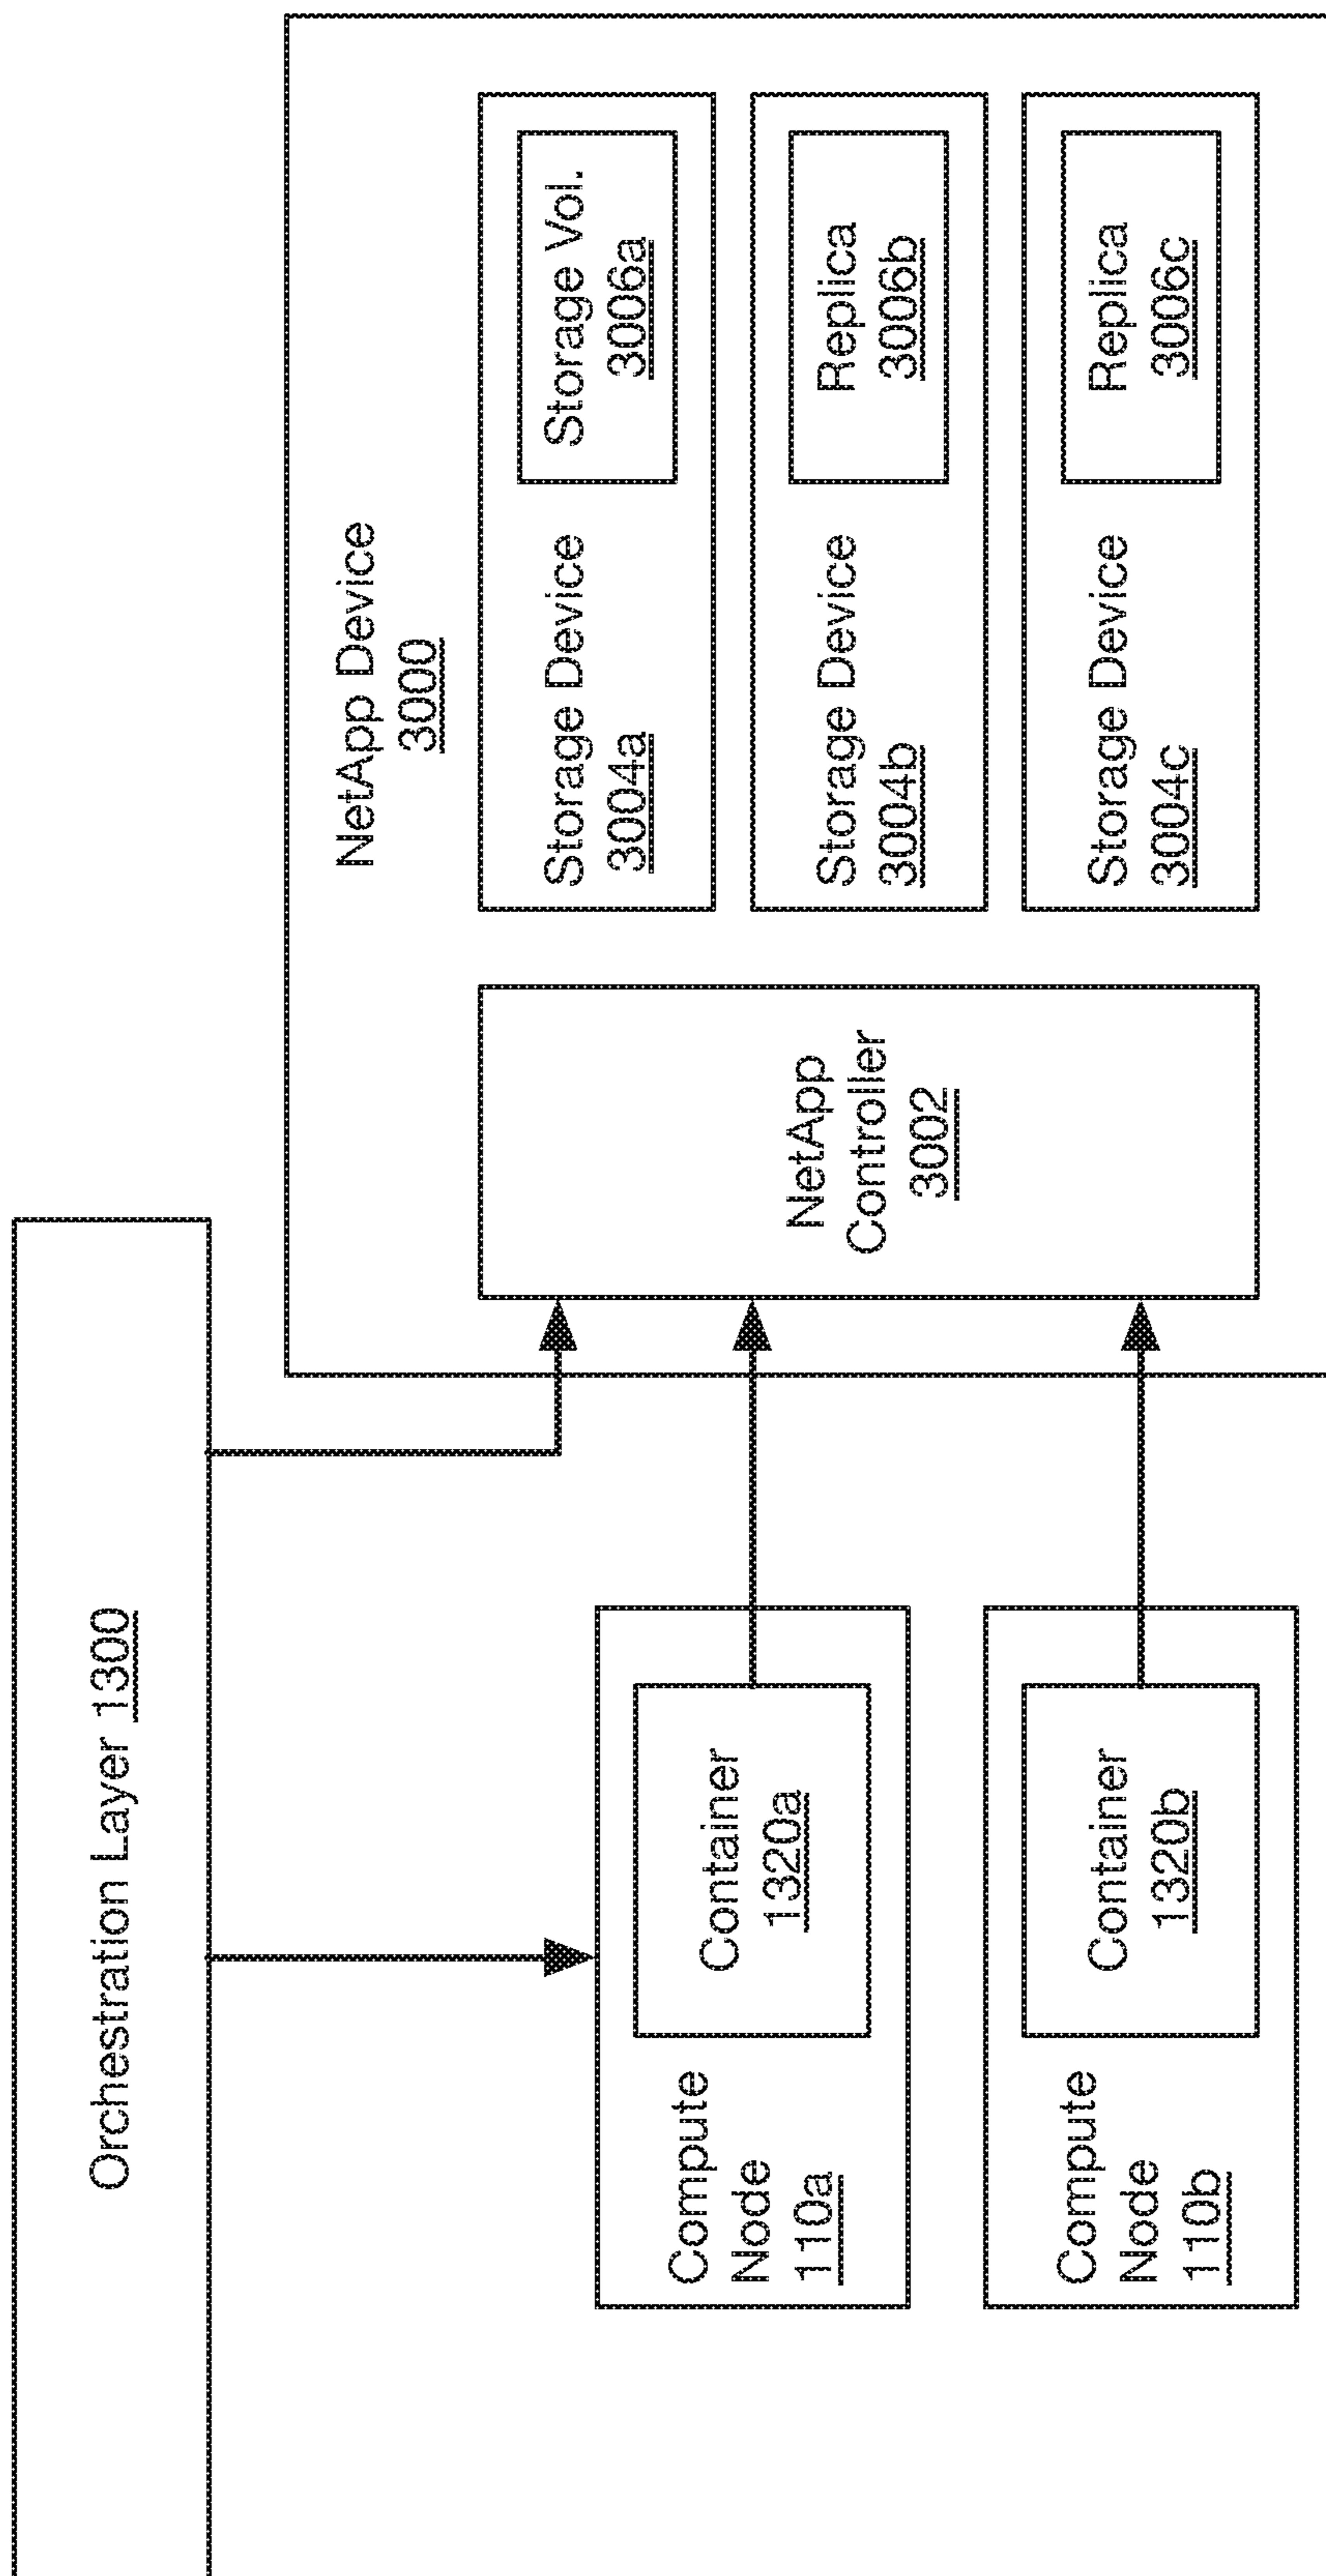 Orchestration Layer 1300
Compute
Node
110a
Container
1320a
Compute
Node
110b
Container
1320b
NetApp Device
3000
NetApp
Controller
3002
Storage Device
3004a
Storage Vol.
3006a
Storage Device
3004b
Replica
3006b
Storage Device
3004c
Replica
3006c